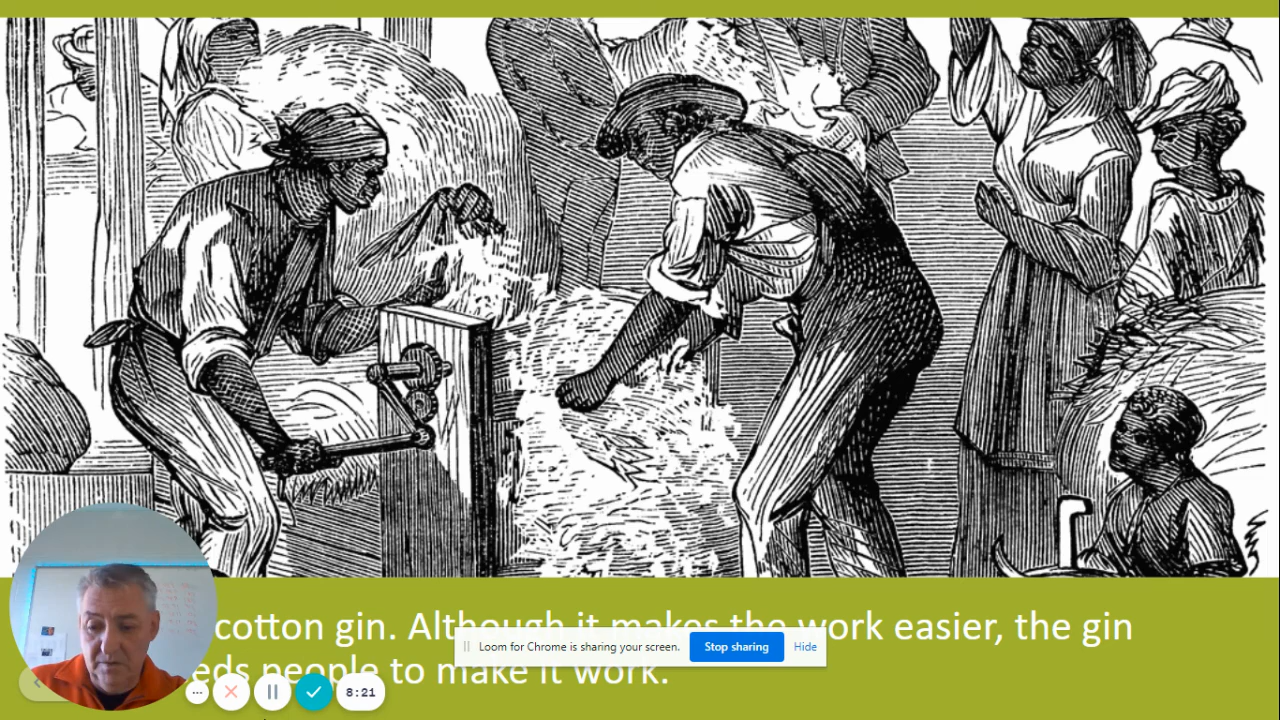 cotton gin. Although it makes the work easier, the gin
people to make it work.
Loom for Chrome is sharing your screen.
Stop sharing
Hide
8:21